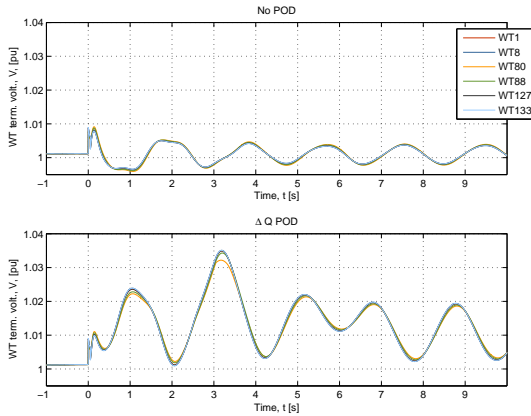 No POD
WT term. volt., V, [pu]
1.04
1.03
1.02
1.01
1
−1
0
1
2
3
4
5
6
7
8
9
Time, t [s]
WT1
WT8
WT80
WT88
WT127
WT133
Δ Q POD
WT term. volt., V, [pu]
1.04
1.03
1.02
1.01
1
−1
0
1
2
3
4
5
6
7
8
9
Time, t [s]